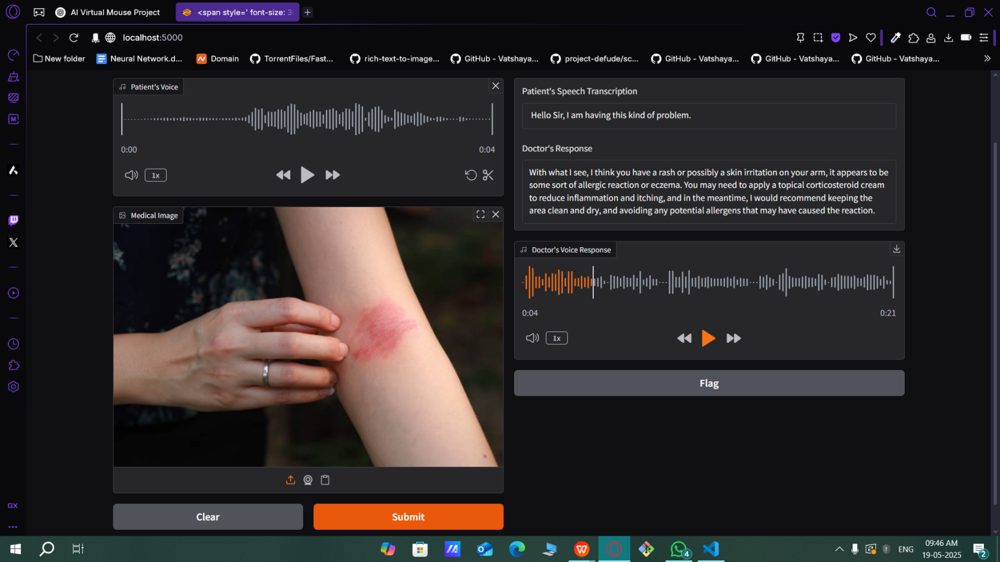 AI Virtual Mouse Project
<span style=' font-size: 3
localhost:5000
New folder
Neural Network.d...
Domain
TorrentFiles/Fast...
rich-text-to-image...
GitHub - Vatshaya...
project-defude/sc...
GitHub - Vatshaya...
GitHub - Vatshaya...
GitHub - Vatshaya...
Patient's Voice
0:00
0:04
1x
Medical Image
Clear
Submit
Patient's Speech Transcription
Hello Sir, I am having this kind of problem.
Doctor's Response
With what I see, I think you have a rash or possibly a skin irritation on your arm, it appears to be
some sort of allergic reaction or eczema. You may need to apply a topical corticosteroid cream
to reduce inflammation and itching, and in the meantime, I would recommend keeping the
area clean and dry, and avoiding any potential allergens that may have caused the reaction.
Doctor's Voice Response
0:04
0:21
1x
Flag
GX
4
ENG
09:46 AM
19-05-2025
2